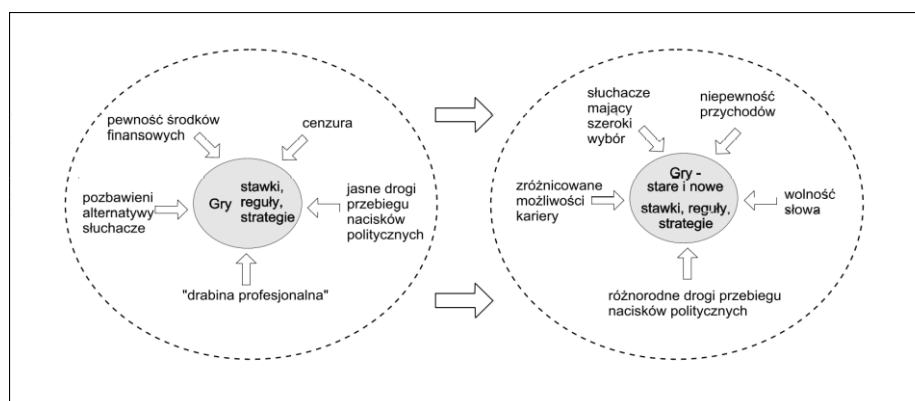 pewność środków
finansowych
cenzura
pozbawieni
alternatywy
słuchacze
Gry
stawki,
reguły,
strategie
jasne drogi
przebiegu
nacisków
politycznych
"drabina profesjonalna"
słuchacze
mający
szeroki
wybór
niepewność
przychodów
zróżnicowane
możliwości
kariery
Gry -
stare i nowe
stawki, reguły,
strategie
wolność
słowa
różnorodne drogi przebiegu
nacisków politycznych